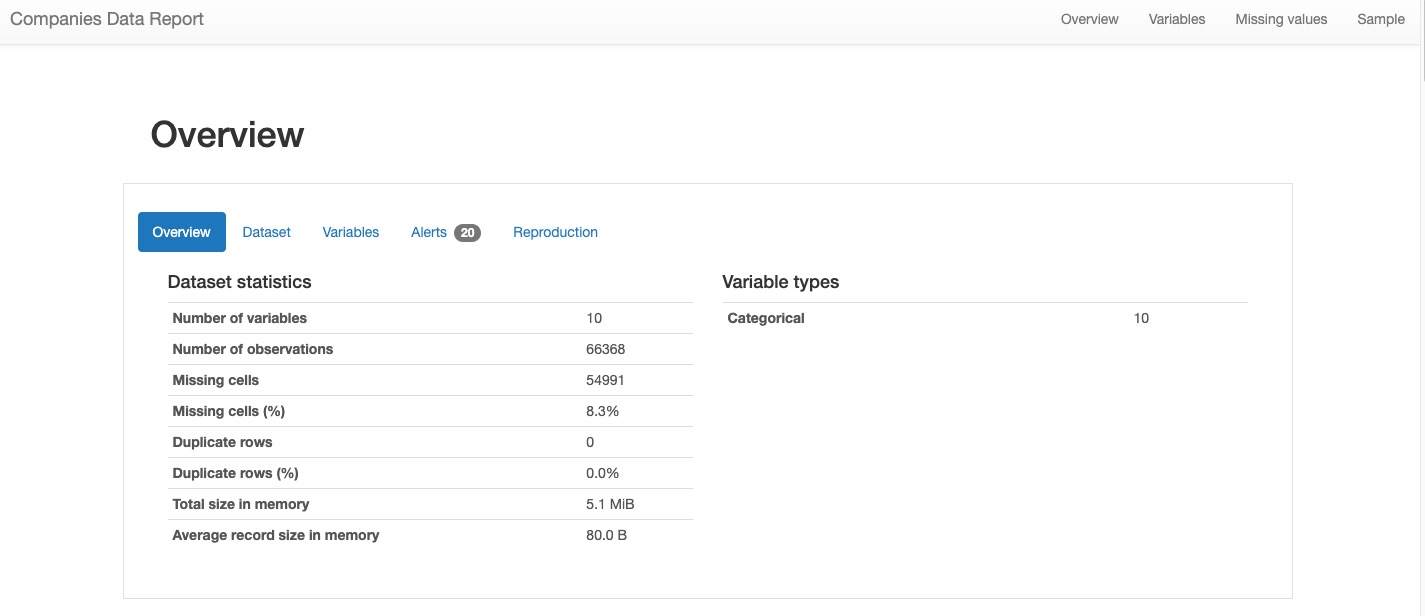 Companies Data Report Overview Variables Missing values Sample
Overview
Overview Dataset Variables Alerts 20 Reproduction
Dataset statistics
Number of variables 10
Number of observations 66368
Missing cells 54991
Missing cells (%) 8.3%
Duplicate rows 0
Duplicate rows (%) 0.0%
Total size in memory 5.1 MiB
Average record size in memory 80.0 B
Variable types
Categorical 10